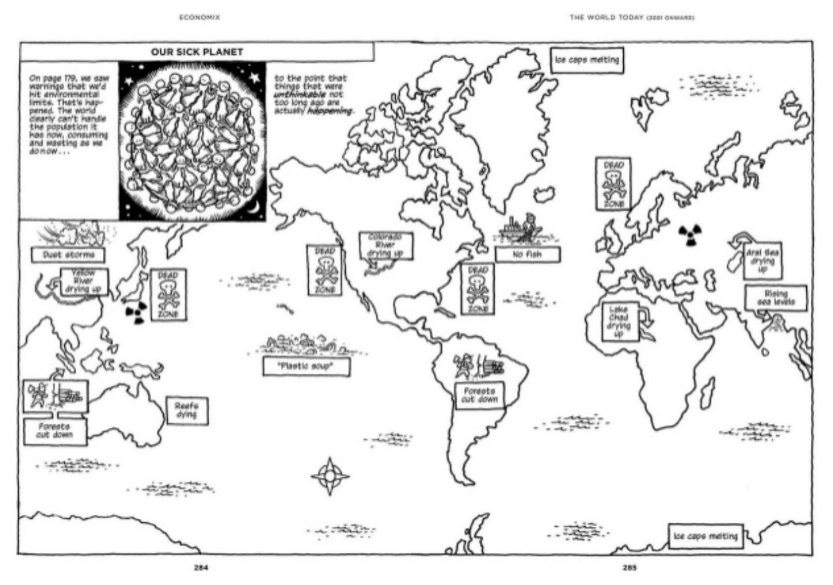 ECONOMIX
THE WORLD TODAY (2001 ONWARD)
OUR SICK PLANET
On page 179, we saw
warnings that we'd
hit environmental
limits. That's hap-
pened. The world
clearly can't handle
the population it
has now, consuming
and wasting as we
do now...
to the point that
things that were
unthinkable not
too long ago are
actually happening.
Ice caps melting
DEAD
ZONE
Dust storms
Yellow
River
drying up
DEAD
ZONE
DEAD
ZONE
Colorado
River
drying up
DEAD
ZONE
No fish
Aral Sea
drying
up
Rising
sea levels
Lake
Chad
drying
up
"Plastic soup"
Forests
cut down
Reefs
dying
Forests
cut down
Ice caps melting
284
285